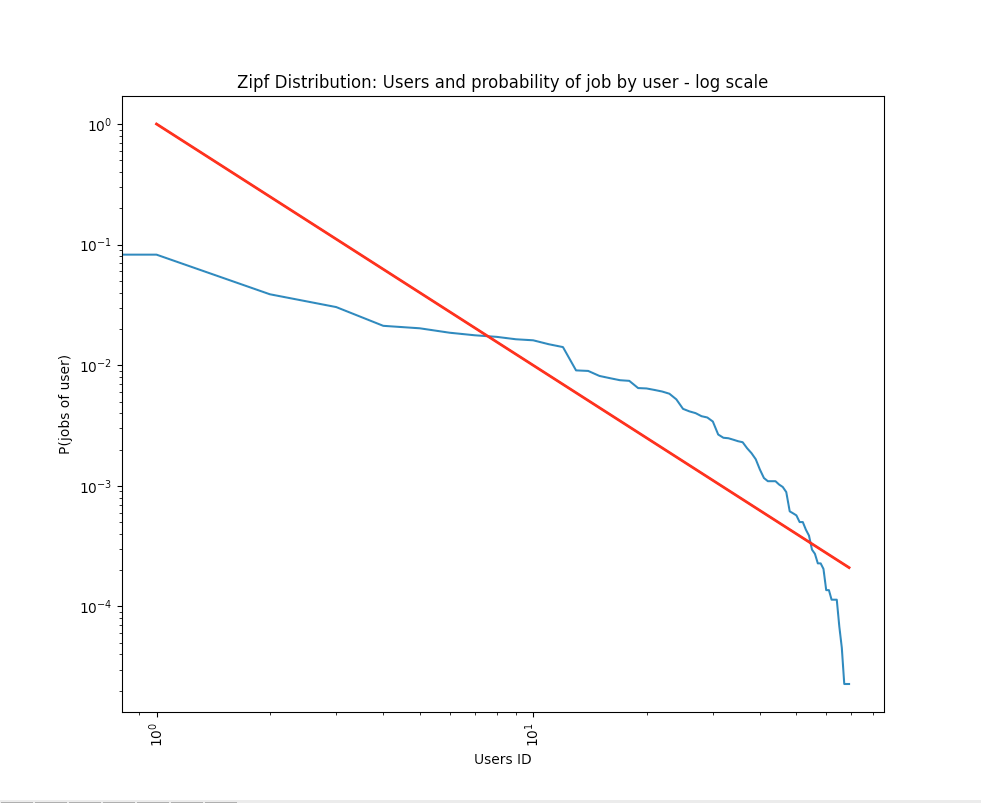 Zipf Distribution: Users and probability of job by user - log scale
P(jobs of user)
10⁰
10⁻¹
10⁻²
10⁻³
10⁻⁴
10⁰
10¹
Users ID